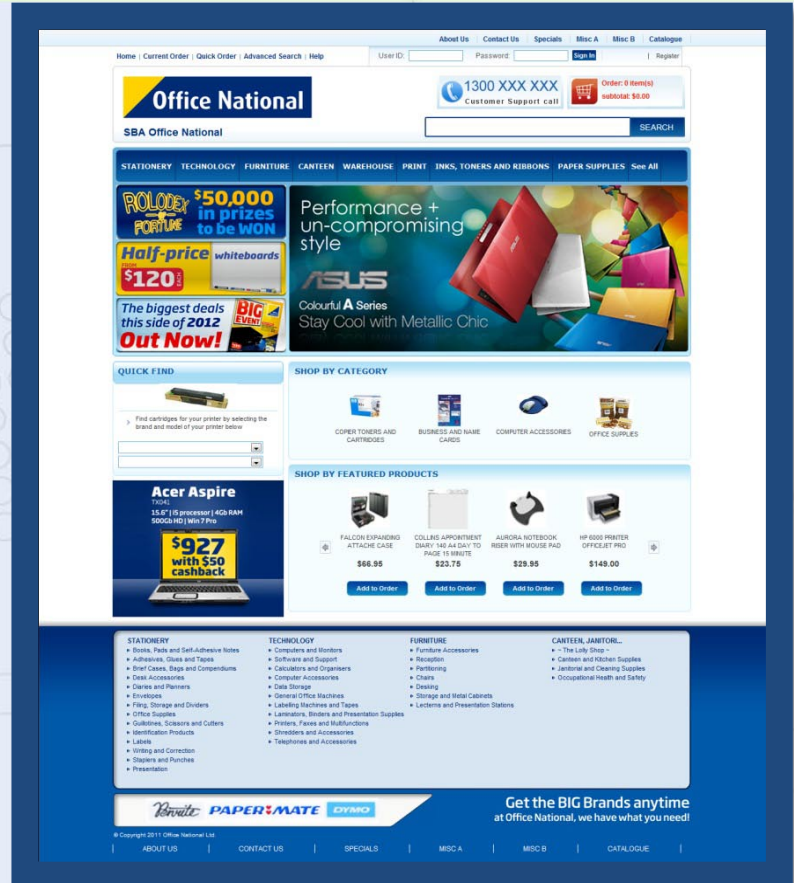 About Us | Contact Us | Specials | Misc A | Misc B | Catalogue
Home | Current Order | Quick Order | Advanced Search | Help
User ID:
Password:
Sign In
| Register
Office National
SBA Office National
1300 XXX XXX
Customer Support call
Order: 0 item(s)
subtotal: $0.00
SEARCH
STATIONERY TECHNOLOGY FURNITURE CANTEEN WAREHOUSE PRINT INKS, TONERS AND RIBBONS PAPER SUPPLIES See All
ROLODEX
of
FORTUNE
$50,000
in prizes
to be WON
Half-price whiteboards
FROM
$120 EACH
The biggest deals
this side of 2012
Out Now!
BIG
EVENT
Performance +
un-compromising
style
ASUS
Colourful A Series
Stay Cool with Metallic Chic
QUICK FIND
Find cartridges for your printer by selecting the
brand and model of your printer below
SHOP BY CATEGORY
COPIER TONERS AND
CARTRIDGES
BUSINESS AND NAME
CARDS
COMPUTER ACCESSORIES
OFFICE SUPPLIES
Acer Aspire
TX041
15.6" | i5 processor | 4Gb RAM
500Gb HD | Win 7 Pro
$927
with $50
cashback
SHOP BY FEATURED PRODUCTS
FALCON EXPANDING
ATTACHE CASE
$66.95
Add to Order
COLLINS APPOINTMENT
DIARY 140 A4 DAY TO
PAGE 15 MINUTE
$23.75
Add to Order
AURORA NOTEBOOK
RISER WITH MOUSE PAD
$29.95
Add to Order
HP 6000 PRINTER
OFFICEJET PRO
$149.00
Add to Order
STATIONERY
Books, Pads and Self-Adhesive Notes
Adhesives, Glues and Tapes
Brief Cases, Bags and Compendiums
Desk Accessories
Diaries and Planners
Envelopes
Filing, Storage and Dividers
Office Supplies
Guillotines, Scissors and Cutters
Identification Products
Labels
Writing and Correction
Staplers and Punches
Presentation
TECHNOLOGY
Computers and Monitors
Software and Support
Calculators and Organisers
Computer Accessories
Data Storage
General Office Machines
Labelling Machines and Tapes
Laminators, Binders and Presentation Supplies
Printers, Faxes and Multifunctions
Shredders and Accessories
Telephones and Accessories
FURNITURE
Furniture Accessories
Reception
Partitioning
Chairs
Desking
Storage and Metal Cabinets
Lecterns and Presentation Stations
CANTEEN, JANITORI...
~ The Lolly Shop ~
Canteen and Kitchen Supplies
Janitorial and Cleaning Supplies
Occupational Health and Safety
PAPER MATE
DYMO
Get the BIG Brands anytime
at Office National, we have what you need!
© Copyright 2011 Office National Ltd.
| ABOUT US | CONTACT US | SPECIALS | MISC A | MISC B | CATALOGUE |